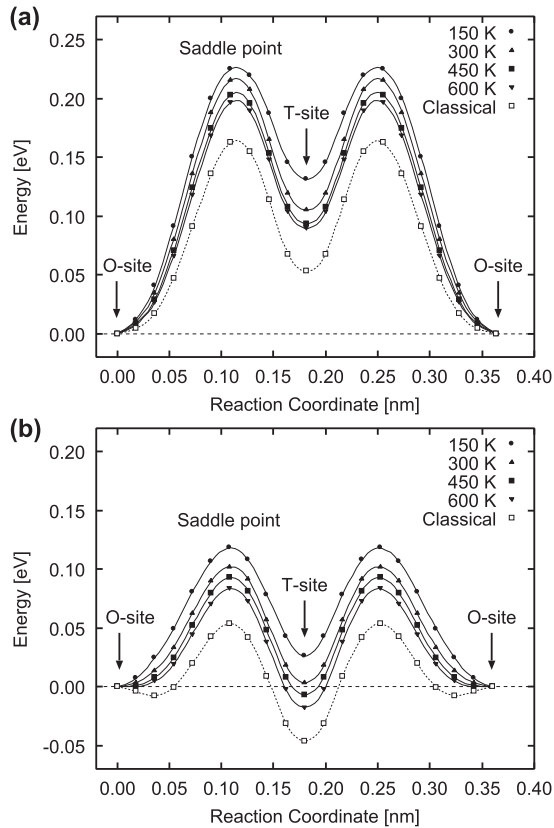 (a)
0.25
0.20
0.15
0.10
0.05
0.00
Energy [eV]
Saddle point
T-site
O-site
O-site
150 K
300 K
450 K
600 K
Classical
0.00 0.05 0.10 0.15 0.20 0.25 0.30 0.35 0.40
Reaction Coordinate [nm]
(b)
0.20
0.15
0.10
0.05
0.00
-0.05
Energy [eV]
Saddle point
T-site
O-site
O-site
150 K
300 K
450 K
600 K
Classical
0.00 0.05 0.10 0.15 0.20 0.25 0.30 0.35 0.40
Reaction Coordinate [nm]